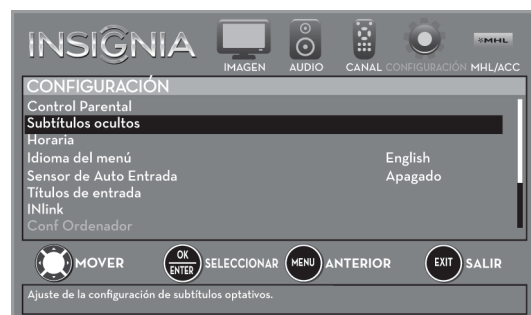 INSIGNIA
MHL
IMAGEN AUDIO CANAL CONFIGURACIÓN MHL/ACC
CONFIGURACIÓN
Control Parental
Subtítulos ocultos
Horaria
Idioma del menú English
Sensor de Auto Entrada Apagado
Títulos de entrada
INlink
Conf Ordenador
MOVER OK ENTER SELECCIONAR MENU ANTERIOR EXIT SALIR
Ajuste de la configuración de subtítulos optativos.